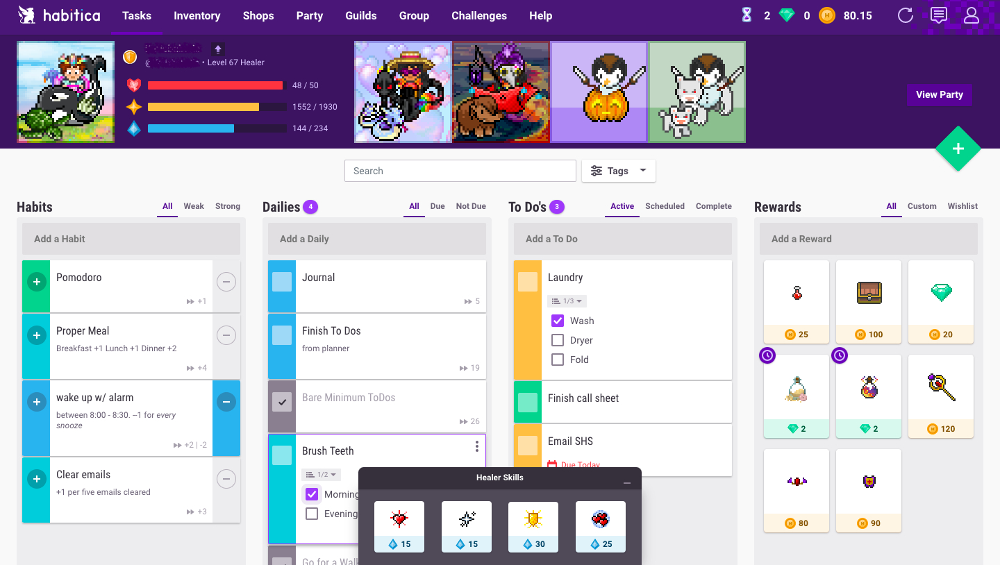 habitica
Tasks
Inventory
Shops
Party
Guilds
Group
Challenges
Help
2
0
80.15
@
• Level 67 Healer
48 / 50
1552 / 1930
144 / 234
View Party
Search
Tags
Habits
All
Weak
Strong
Add a Habit
Pomodoro
+1
Proper Meal
Breakfast +1 Lunch +1 Dinner +2
+4
wake up w/ alarm
between 8:00 - 8:30. --1 for every
snooze
+2 | -2
Clear emails
+1 per five emails cleared
+3
Dailies
4
All
Due
Not Due
Add a Daily
Journal
5
Finish To Dos
from planner
19
Bare Minimum ToDos
26
Brush Teeth
1/2
Morning
Evening
Go for a Walk
To Do's
3
Active
Scheduled
Complete
Add a To Do
Laundry
1/3
Wash
Dryer
Fold
Finish call sheet
Email SHS
Due Today
Healer Skills
15
15
30
25
Rewards
All
Custom
Wishlist
Add a Reward
25
100
20
2
2
120
80
90